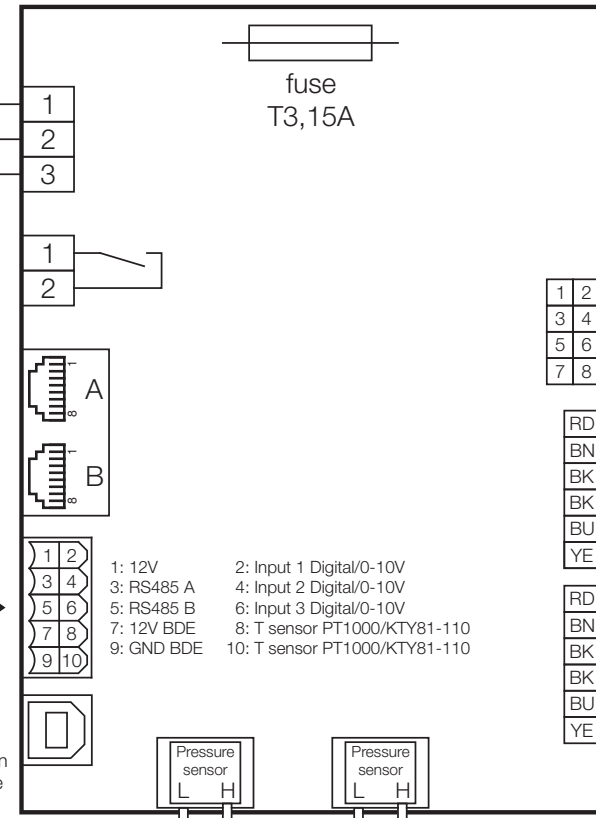 fuse
T3,15A
1
2
3
1
2
1
8
A
1
8
B
1 2
3 4
5 6
7 8
RD
BN
BK
BK
BU
YE
1 2
3 4
5 6
7 8
9 10
1: 12V 2: Input 1 Digital/0-10V
3: RS485 A 4: Input 2 Digital/0-10V
5: RS485 B 6: Input 3 Digital/0-10V
7: 12V BDE 8: T sensor PT1000/KTY81-110
9: GND BDE 10: T sensor PT1000/KTY81-110
RD
BN
BK
BK
BU
YE
Pressure
sensor
L H
Pressure
sensor
L H
n
e